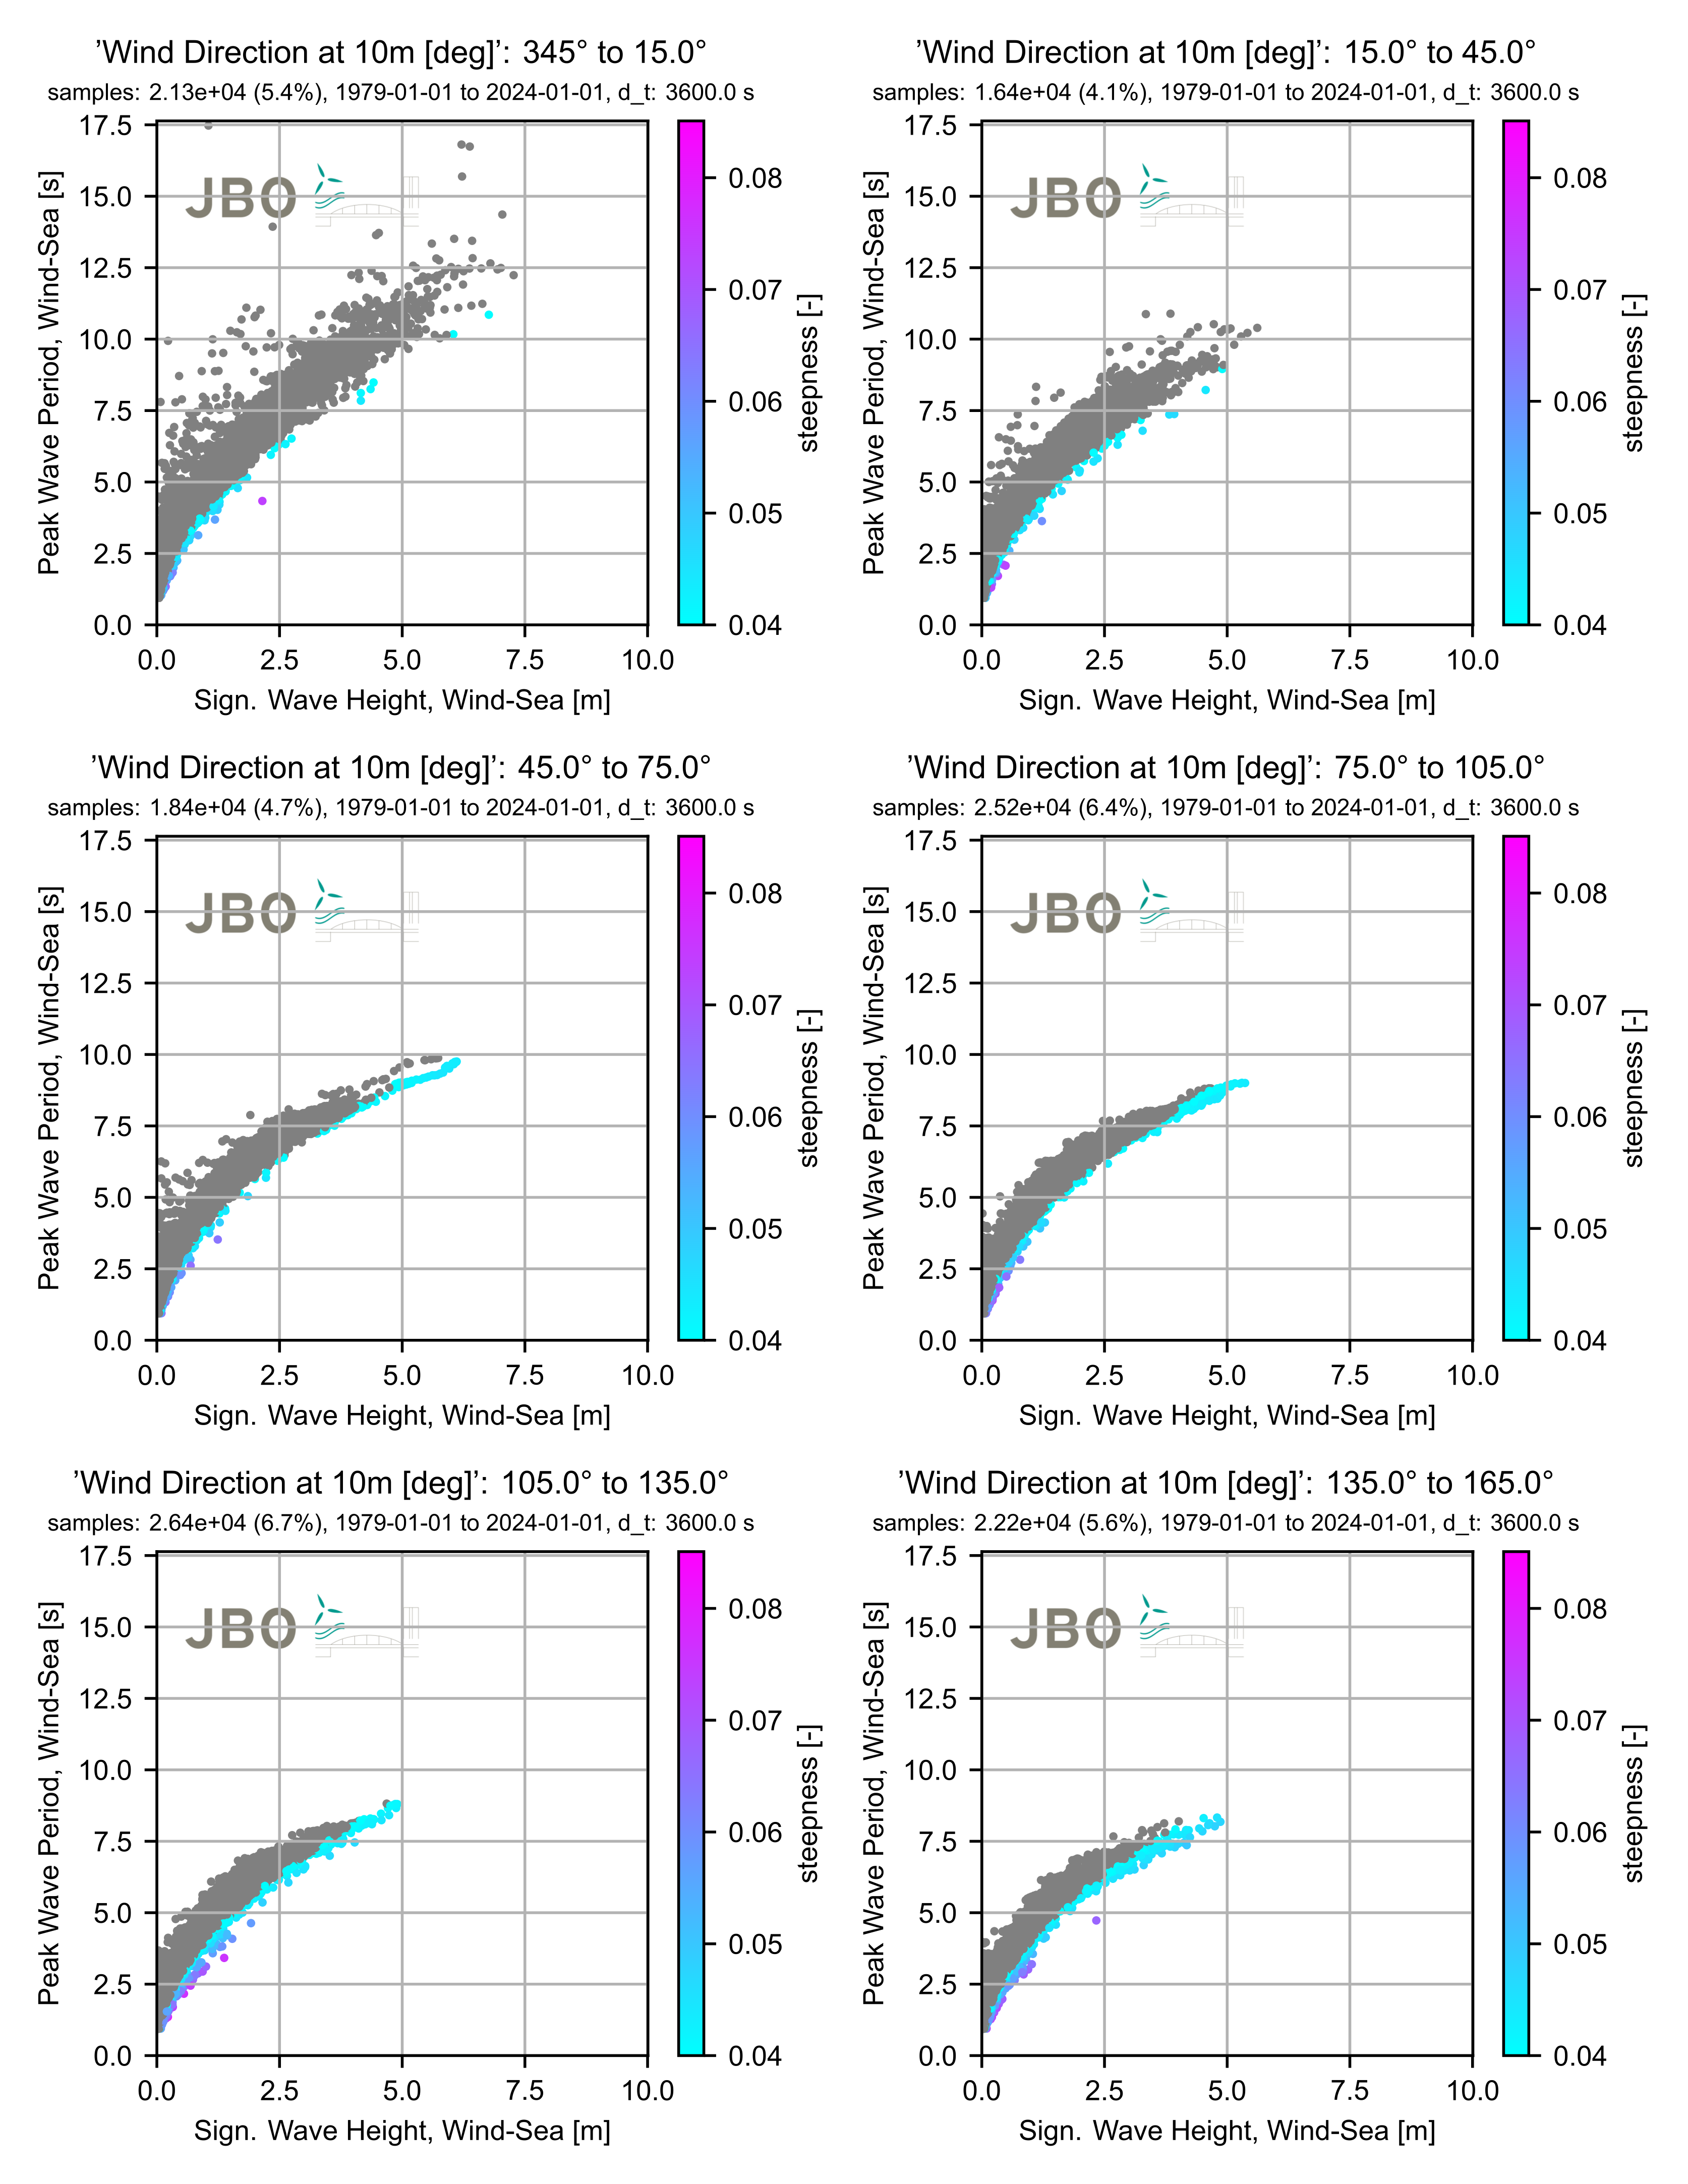 ’Wind Direction at 10m [deg]’: 345° to 15.0°
samples: 2.13e+04 (5.4%), 1979-01-01 to 2024-01-01, d_t: 3600.0 s
17.5
15.0
12.5
10.0
7.5
5.0
2.5
0.0
Peak Wave Period, Wind-Sea [s]
JBO
0.0 2.5 5.0 7.5 10.0
Sign. Wave Height, Wind-Sea [m]
0.08
0.07
0.06
0.05
0.04
steepness [-]
’Wind Direction at 10m [deg]’: 15.0° to 45.0°
samples: 1.64e+04 (4.1%), 1979-01-01 to 2024-01-01, d_t: 3600.0 s
17.5
15.0
12.5
10.0
7.5
5.0
2.5
0.0
Peak Wave Period, Wind-Sea [s]
JBO
0.0 2.5 5.0 7.5 10.0
Sign. Wave Height, Wind-Sea [m]
0.08
0.07
0.06
0.05
0.04
steepness [-]
’Wind Direction at 10m [deg]’: 45.0° to 75.0°
samples: 1.84e+04 (4.7%), 1979-01-01 to 2024-01-01, d_t: 3600.0 s
17.5
15.0
12.5
10.0
7.5
5.0
2.5
0.0
Peak Wave Period, Wind-Sea [s]
JBO
0.0 2.5 5.0 7.5 10.0
Sign. Wave Height, Wind-Sea [m]
0.08
0.07
0.06
0.05
0.04
steepness [-]
’Wind Direction at 10m [deg]’: 75.0° to 105.0°
samples: 2.52e+04 (6.4%), 1979-01-01 to 2024-01-01, d_t: 3600.0 s
17.5
15.0
12.5
10.0
7.5
5.0
2.5
0.0
Peak Wave Period, Wind-Sea [s]
JBO
0.0 2.5 5.0 7.5 10.0
Sign. Wave Height, Wind-Sea [m]
0.08
0.07
0.06
0.05
0.04
steepness [-]
’Wind Direction at 10m [deg]’: 105.0° to 135.0°
samples: 2.64e+04 (6.7%), 1979-01-01 to 2024-01-01, d_t: 3600.0 s
17.5
15.0
12.5
10.0
7.5
5.0
2.5
0.0
Peak Wave Period, Wind-Sea [s]
JBO
0.0 2.5 5.0 7.5 10.0
Sign. Wave Height, Wind-Sea [m]
0.08
0.07
0.06
0.05
0.04
steepness [-]
’Wind Direction at 10m [deg]’: 135.0° to 165.0°
samples: 2.22e+04 (5.6%), 1979-01-01 to 2024-01-01, d_t: 3600.0 s
17.5
15.0
12.5
10.0
7.5
5.0
2.5
0.0
Peak Wave Period, Wind-Sea [s]
JBO
0.0 2.5 5.0 7.5 10.0
Sign. Wave Height, Wind-Sea [m]
0.08
0.07
0.06
0.05
0.04
steepness [-]